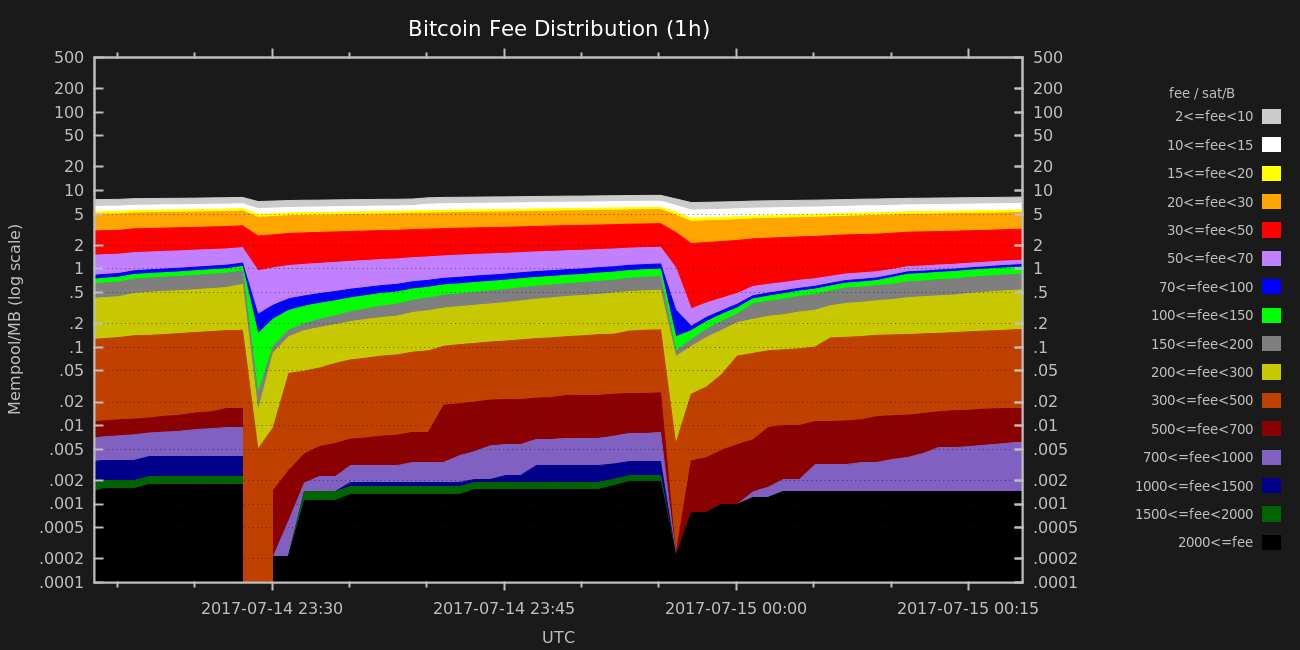 Bitcoin Fee Distribution (1h)
500
200
100
50
20
10
5
2
1
.5
.2
.1
.05
.02
.01
.005
.002
.001
.0005
.0002
.0001
Mempool/MB (log scale)
500
200
100
50
20
10
5
2
1
.5
.2
.1
.05
.02
.01
.005
.002
.001
.0005
.0002
.0001
2017-07-14 23:30 2017-07-14 23:45 2017-07-15 00:00 2017-07-15 00:15
UTC
fee / sat/B
2<=fee<10
10<=fee<15
15<=fee<20
20<=fee<30
30<=fee<50
50<=fee<70
70<=fee<100
100<=fee<150
150<=fee<200
200<=fee<300
300<=fee<500
500<=fee<700
700<=fee<1000
1000<=fee<1500
1500<=fee<2000
2000<=fee